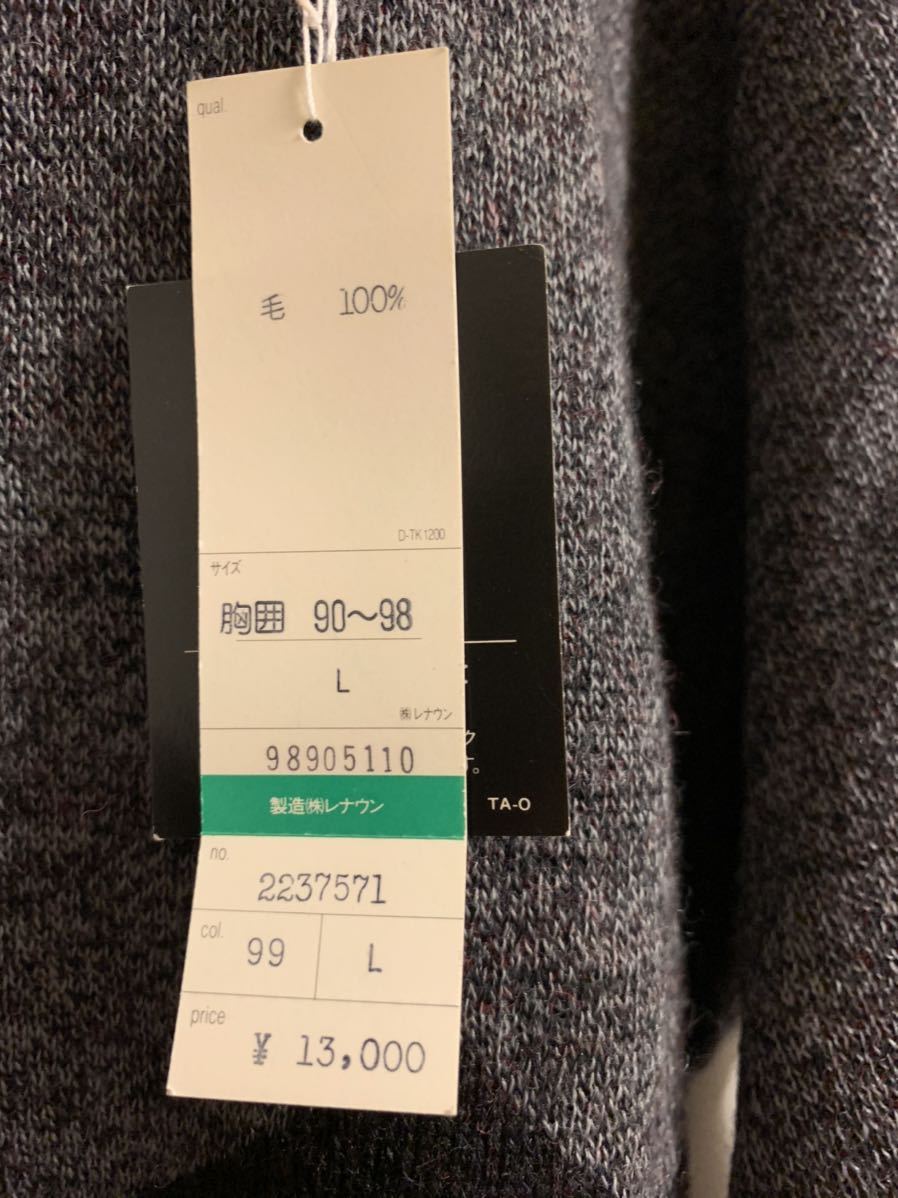 qual.
毛 100%
D-TK1200
サイズ
胸囲 90〜98
L
㈱レナウン
98905110
製造㈱レナウン
no.
2237571
col.
99 L
price
¥ 13,000
ク
。
TA-O